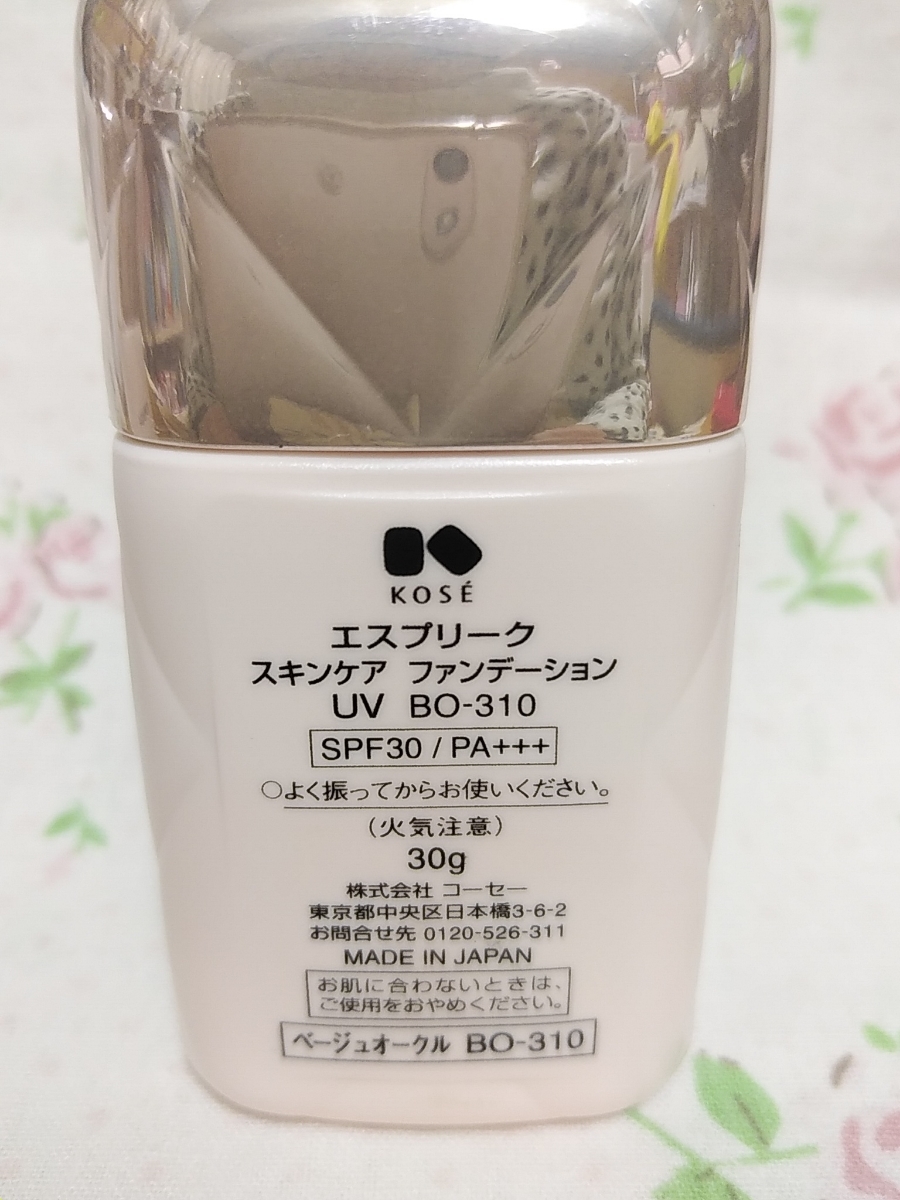 KOSÉ
エスプリーク
スキンケア ファンデーション
UV BO-310
SPF30 / PA+++
○よく振ってからお使いください。
(火気注意)
30g
株式会社 コーセー
東京都中央区日本橋3-6-2
お問合せ先 0120-526-311
MADE IN JAPAN
お肌に合わないときは、
ご使用をおやめください。
ベージュオークル BO-310